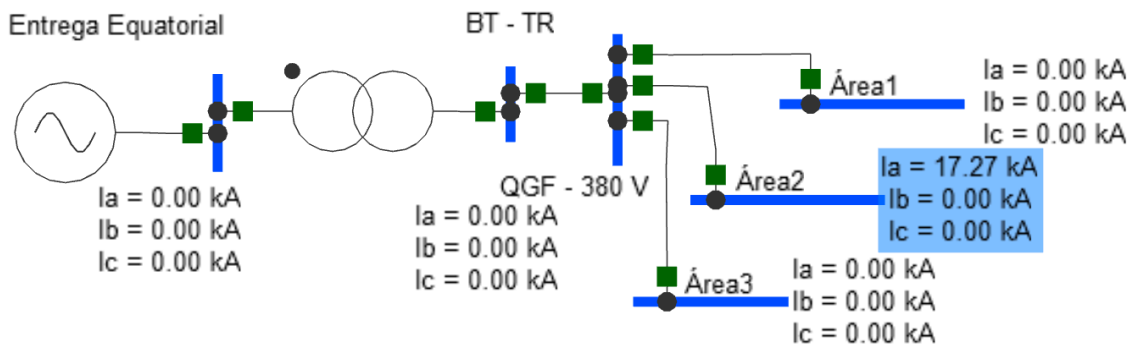 Entrega Equatorial
BT - TR
Área1
Ia = 0.00 kA
Ib = 0.00 kA
Ic = 0.00 kA
Área2
Ia = 17.27 kA
Ib = 0.00 kA
Ic = 0.00 kA
QGF - 380 V
Ia = 0.00 kA
Ib = 0.00 kA
Ic = 0.00 kA
Ia = 0.00 kA
Ib = 0.00 kA
Ic = 0.00 kA
Área3
Ia = 0.00 kA
Ib = 0.00 kA
Ic = 0.00 kA